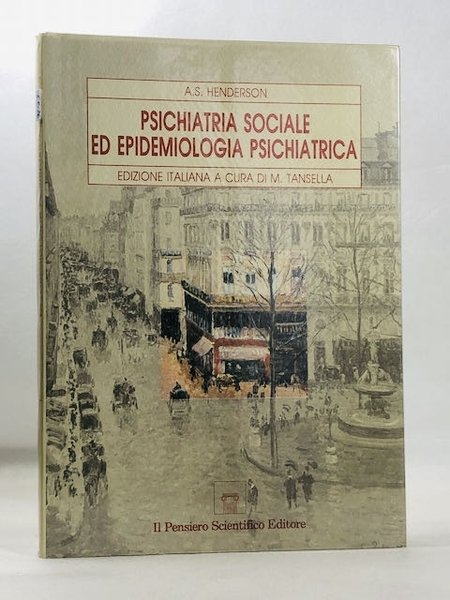 A.S. HENDERSON
PSICHIATRIA SOCIALE
ED EPIDEMIOLOGIA PSICHIATRICA
EDIZIONE ITALIANA A CURA DI M. TANSELLA
Il Pensiero Scientifico Editore